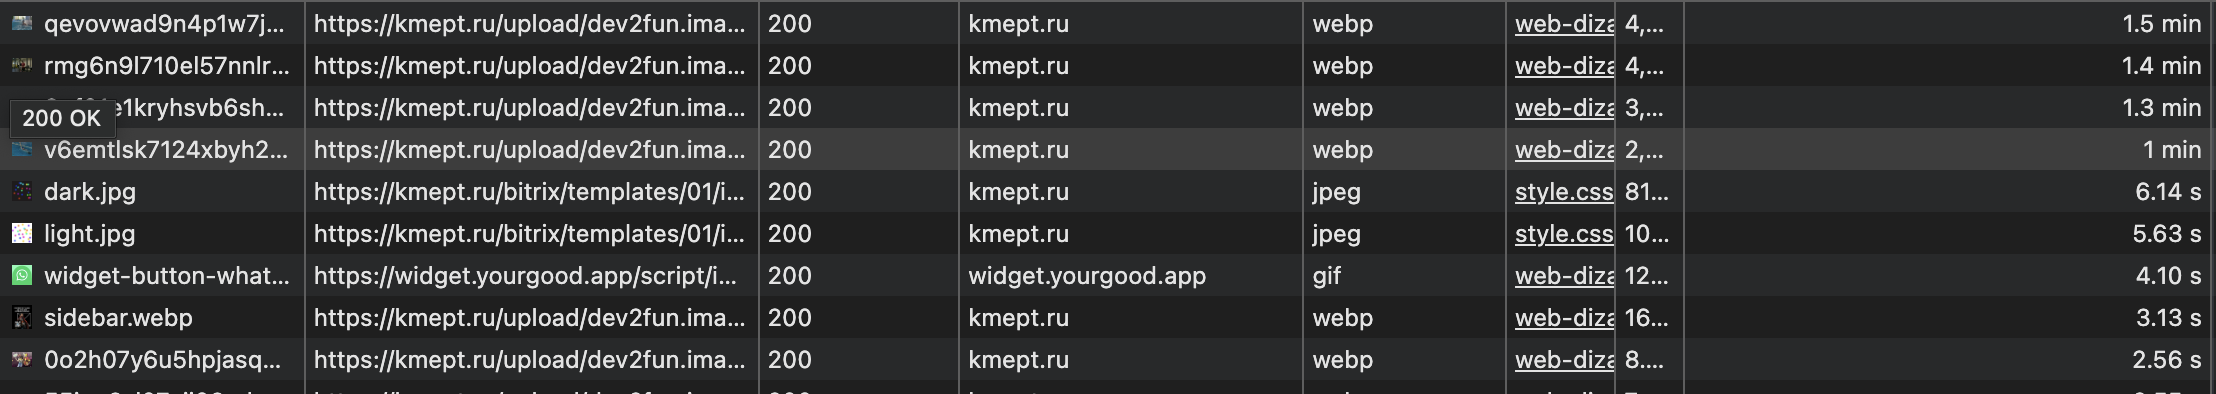 qevovwad9n4p1w7j... https://kmept.ru/upload/dev2fun.ima... 200 kmept.ru webp web-diza 4,... 1.5 min
rmg6n9l710el57nnlr... https://kmept.ru/upload/dev2fun.ima... 200 kmept.ru webp web-diza 4,... 1.4 min
e1kryhsvb6sh... https://kmept.ru/upload/dev2fun.ima... 200 kmept.ru webp web-diza 3,... 1.3 min
200 OK
v6emtlsk7124xbyh2... https://kmept.ru/upload/dev2fun.ima... 200 kmept.ru webp web-diza 2,... 1 min
dark.jpg https://kmept.ru/bitrix/templates/01/i... 200 kmept.ru jpeg style.css 81... 6.14 s
light.jpg https://kmept.ru/bitrix/templates/01/i... 200 kmept.ru jpeg style.css 10... 5.63 s
widget-button-what... https://widget.yourgood.app/script/i... 200 widget.yourgood.app gif web-diza 12... 4.10 s
sidebar.webp https://kmept.ru/upload/dev2fun.ima... 200 kmept.ru webp web-diza 16... 3.13 s
0o2h07y6u5hpjasq... https://kmept.ru/upload/dev2fun.ima... 200 kmept.ru webp web-diza 8.... 2.56 s